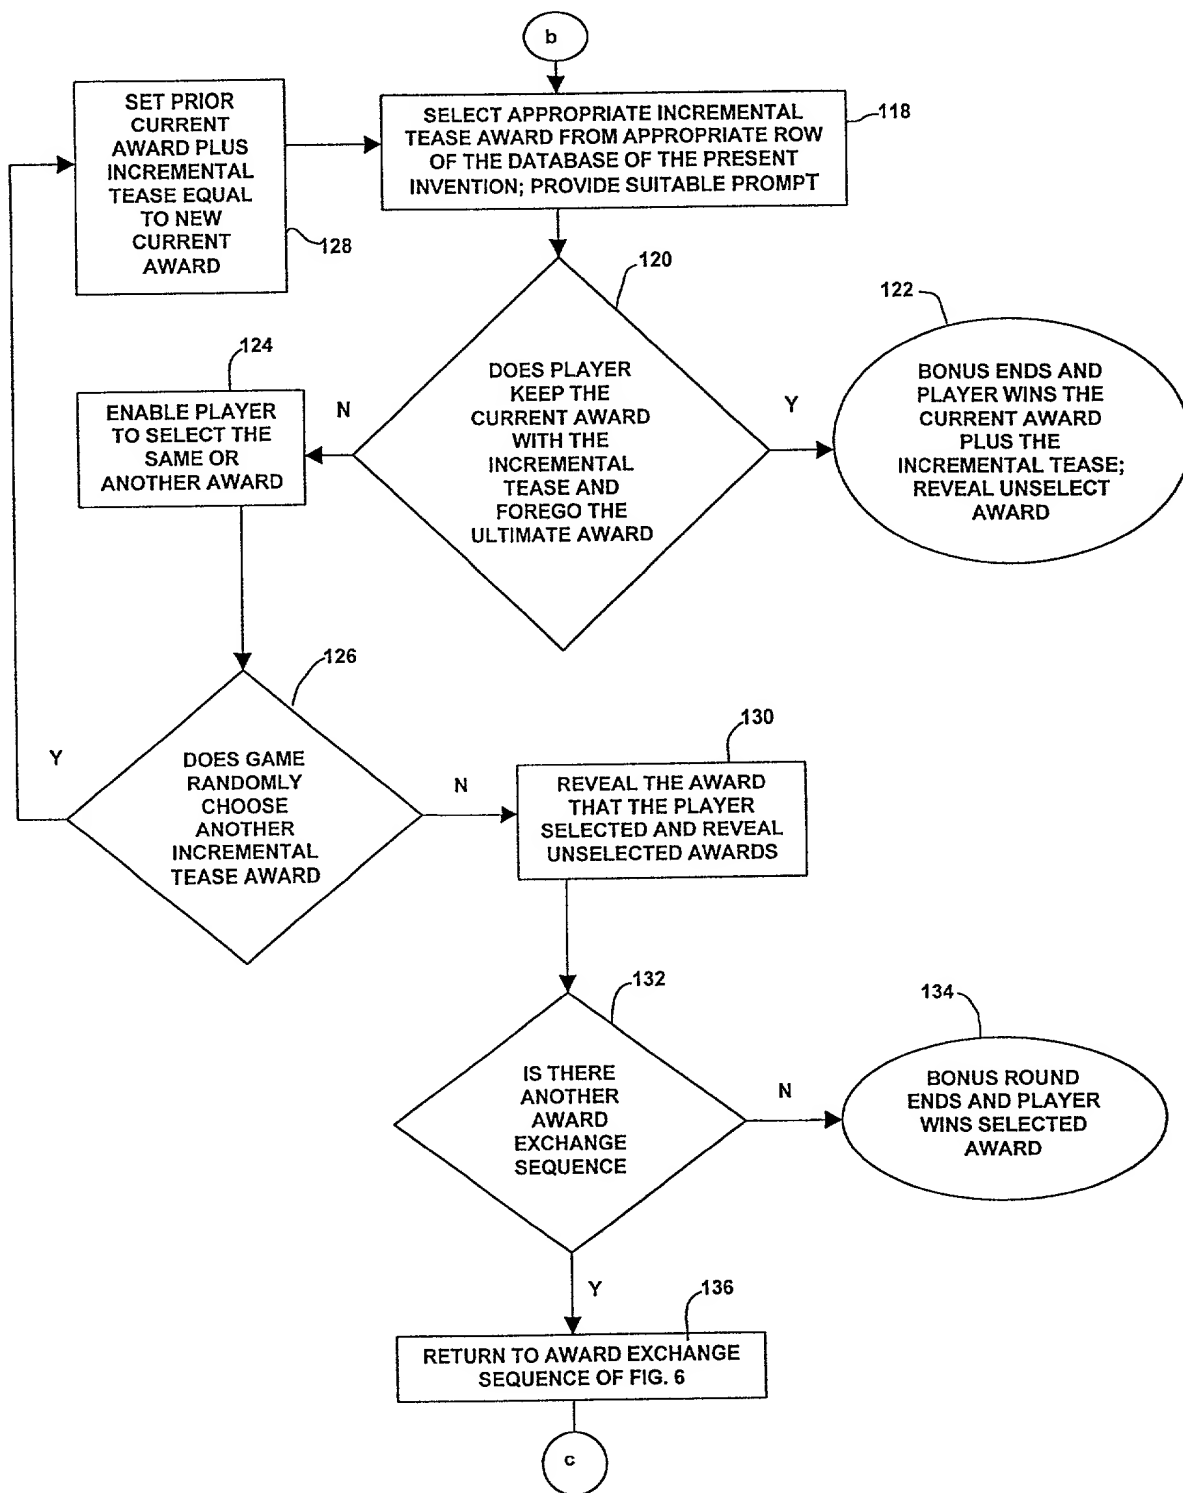 b
SET PRIOR
CURRENT
AWARD PLUS
INCREMENTAL
TEASE EQUAL
TO NEW
CURRENT
AWARD
128
SELECT APPROPRIATE INCREMENTAL
TEASE AWARD FROM APPROPRIATE ROW
OF THE DATABASE OF THE PRESENT
INVENTION; PROVIDE SUITABLE PROMPT
118
120
DOES PLAYER
KEEP THE
CURRENT AWARD
WITH THE
INCREMENTAL
TEASE AND
FOREGO THE
ULTIMATE AWARD
Y
122
BONUS ENDS AND
PLAYER WINS THE
CURRENT AWARD
PLUS THE
INCREMENTAL TEASE;
REVEAL UNSELECT
AWARD
N
124
ENABLE PLAYER
TO SELECT THE
SAME OR
ANOTHER AWARD
126
DOES GAME
RANDOMLY
CHOOSE
ANOTHER
INCREMENTAL
TEASE AWARD
Y
N
130
REVEAL THE AWARD
THAT THE PLAYER
SELECTED AND REVEAL
UNSELECTED AWARDS
132
IS THERE
ANOTHER
AWARD
EXCHANGE
SEQUENCE
N
134
BONUS ROUND
ENDS AND PLAYER
WINS SELECTED
AWARD
Y
136
RETURN TO AWARD EXCHANGE
SEQUENCE OF FIG. 6
c